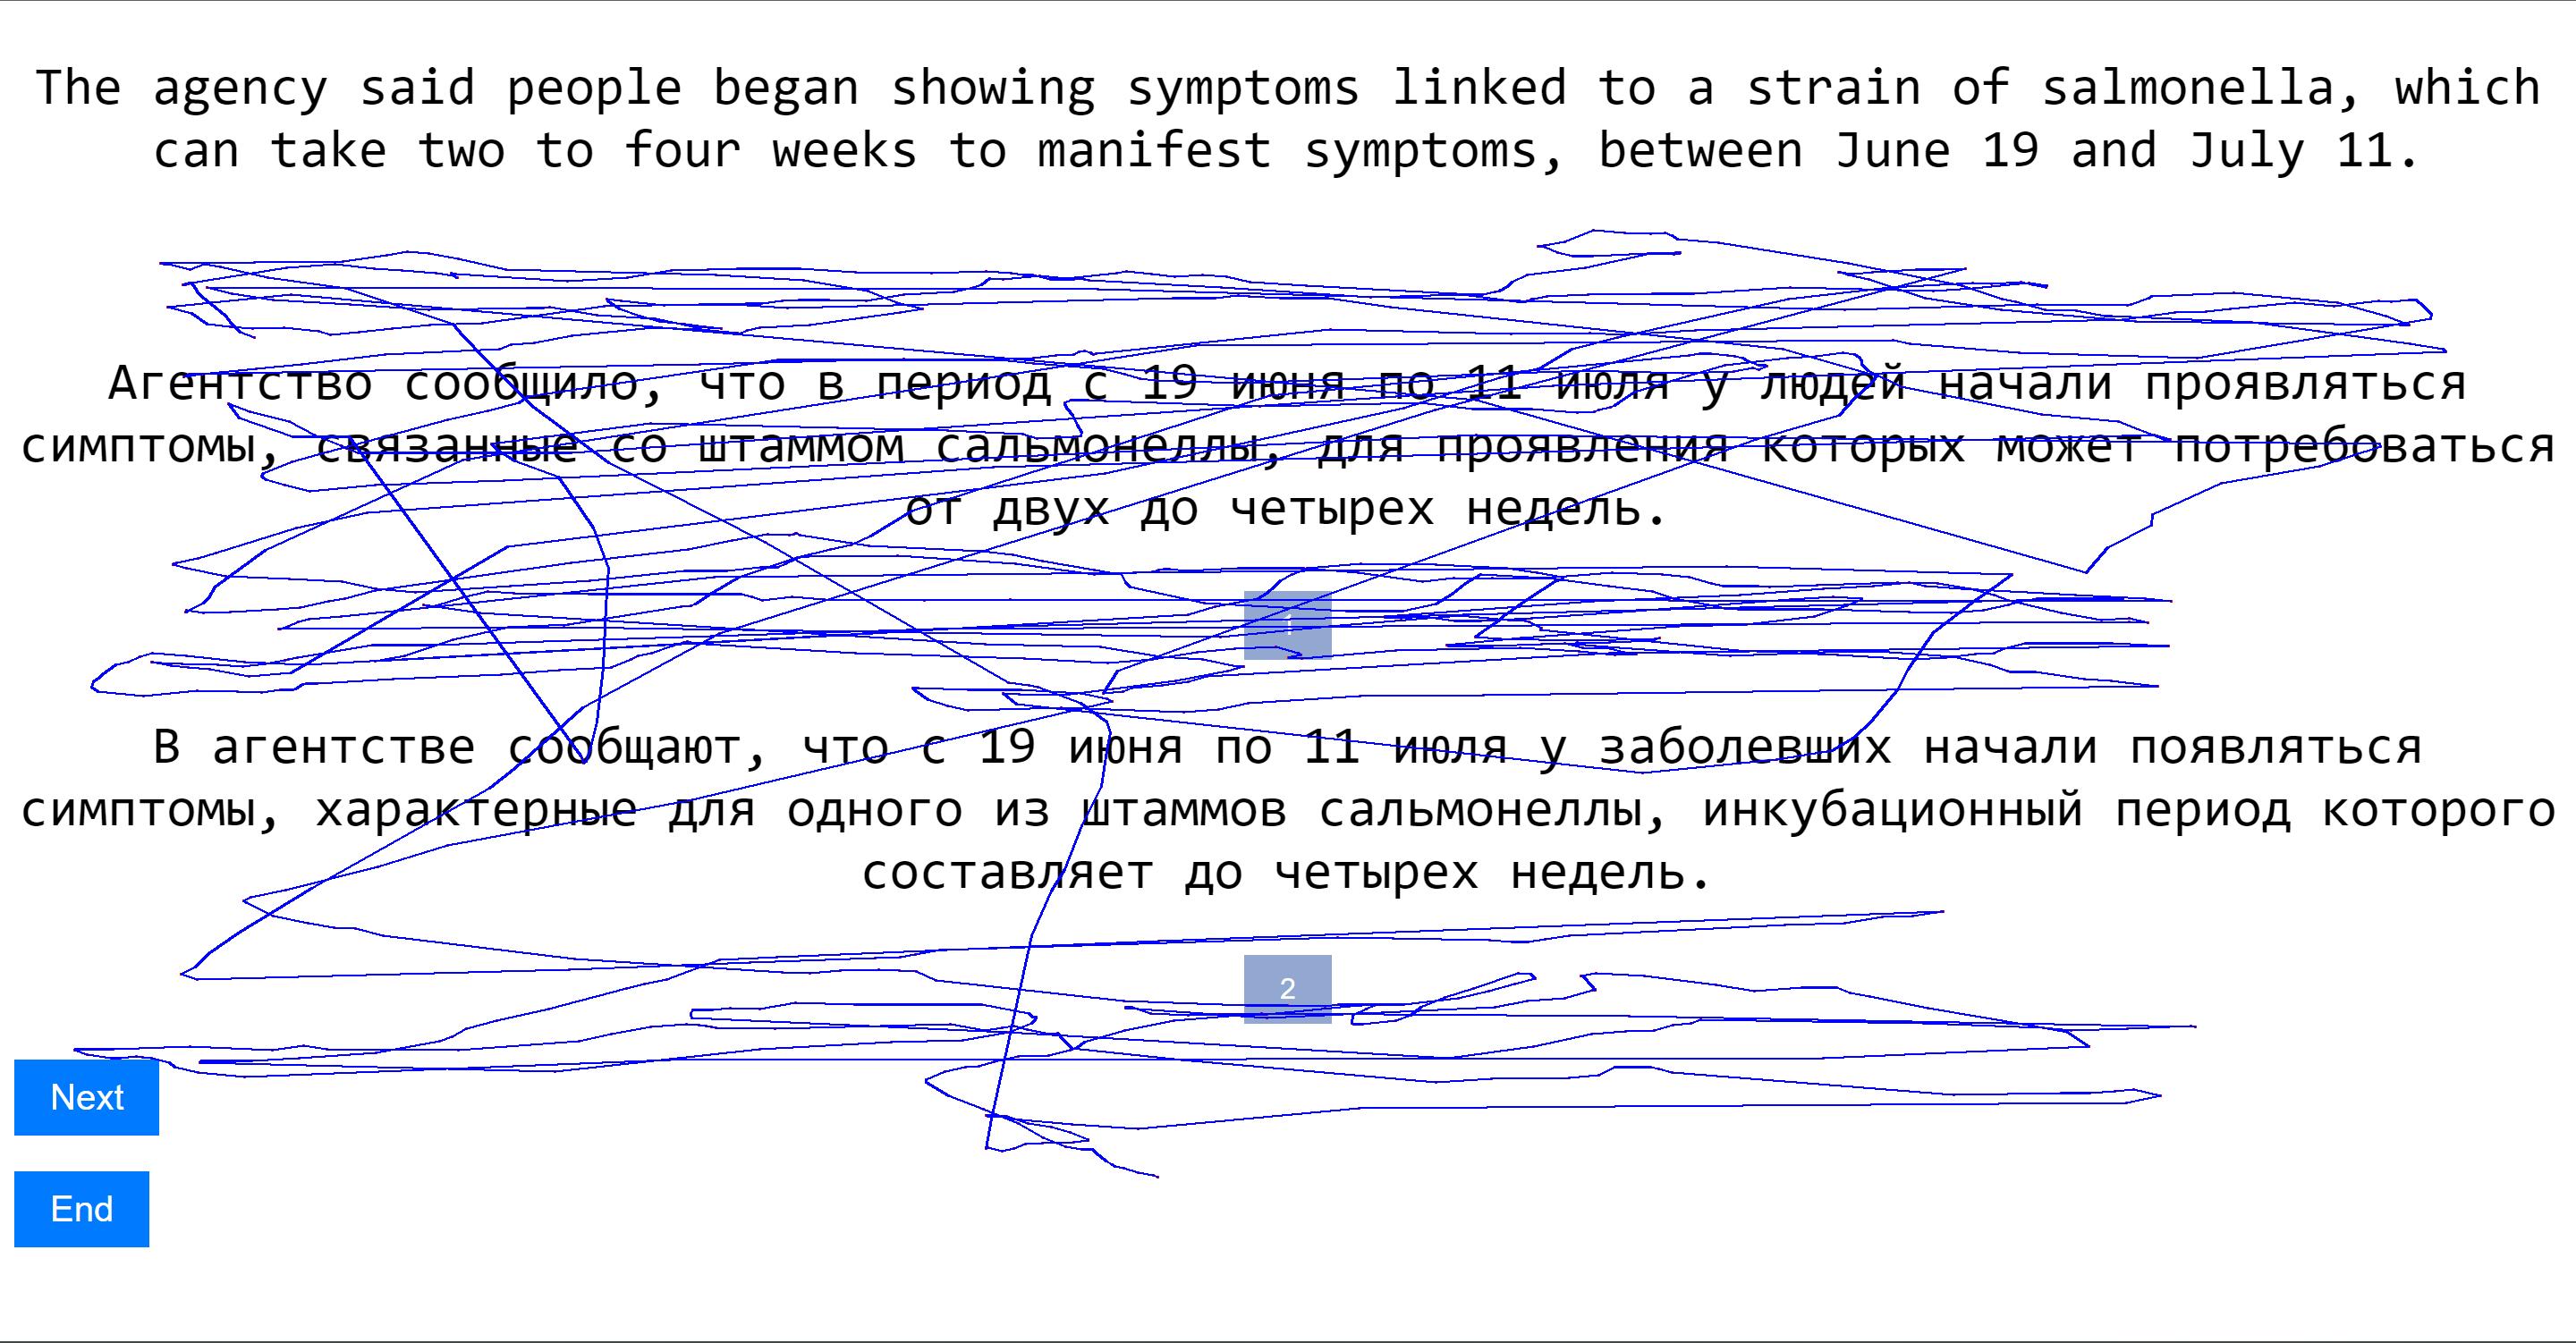 The agency said people began showing symptoms linked to a strain of salmonella, which
can take two to four weeks to manifest symptoms, between June 19 and July 11.
Агентство сообщило, что в период с 19 июня по 11 июля у людей начали проявляться
симптомы, связанные со штаммом сальмонеллы, для проявления которых может потребоваться
от двух до четырех недель.
1
В агентстве сообщают, что с 19 июня по 11 июля у заболевших начали появляться
симптомы, характерные для одного из штаммов сальмонеллы, инкубационный период которого
составляет до четырех недель.
2
Next
End